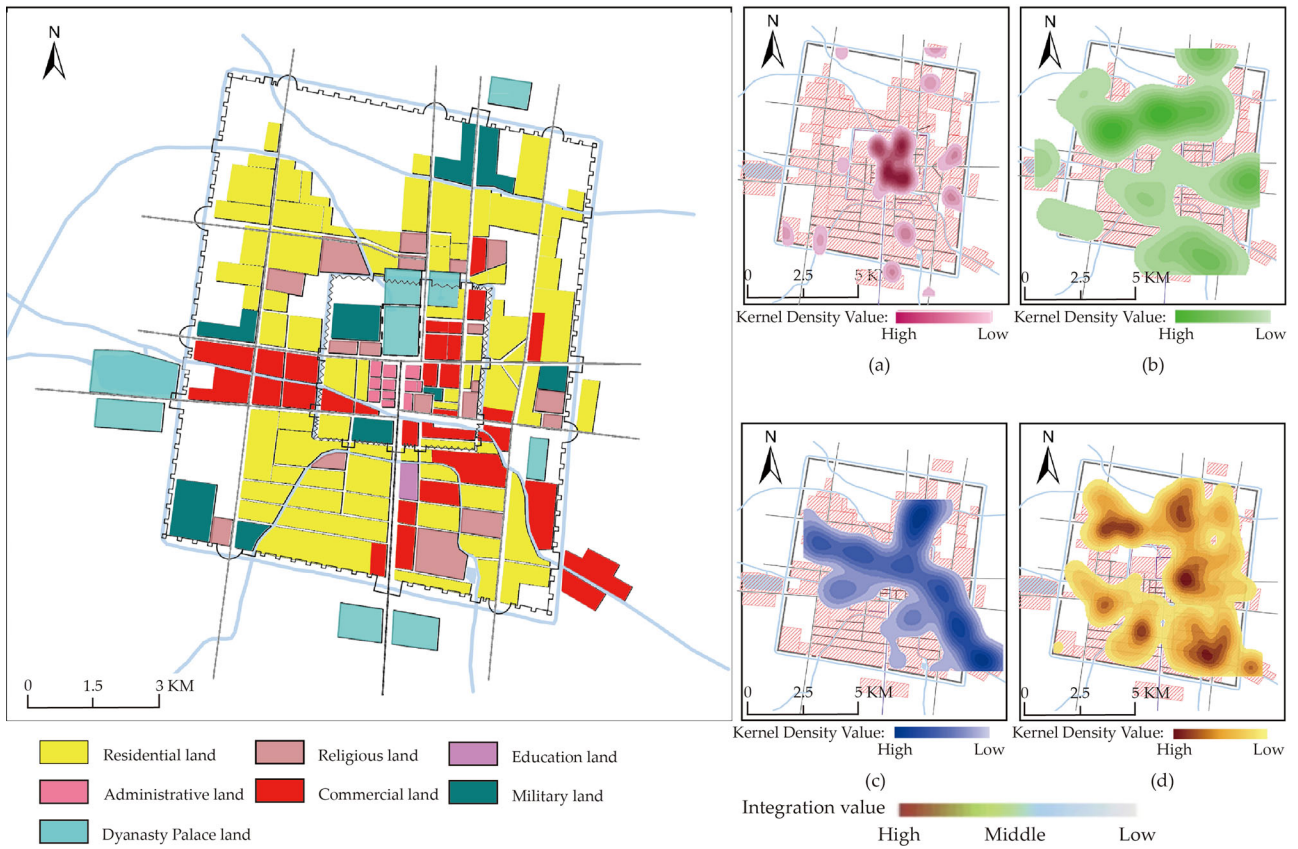 N
0 1.5 3 KM
Residential land
Religious land
Education land
Administrative land
Commercial land
Military land
Dyanasty Palace land
N
0 2.5 5 KM
Kernel Density Value:
High Low
(a)
N
0 2.5 5 KM
Kernel Density Value:
High Low
(b)
N
0 2.5 5 KM
Kernel Density Value:
High Low
(c)
N
0 2.5 5 KM
Kernel Density Value:
High Low
(d)
Integration value
High Middle Low